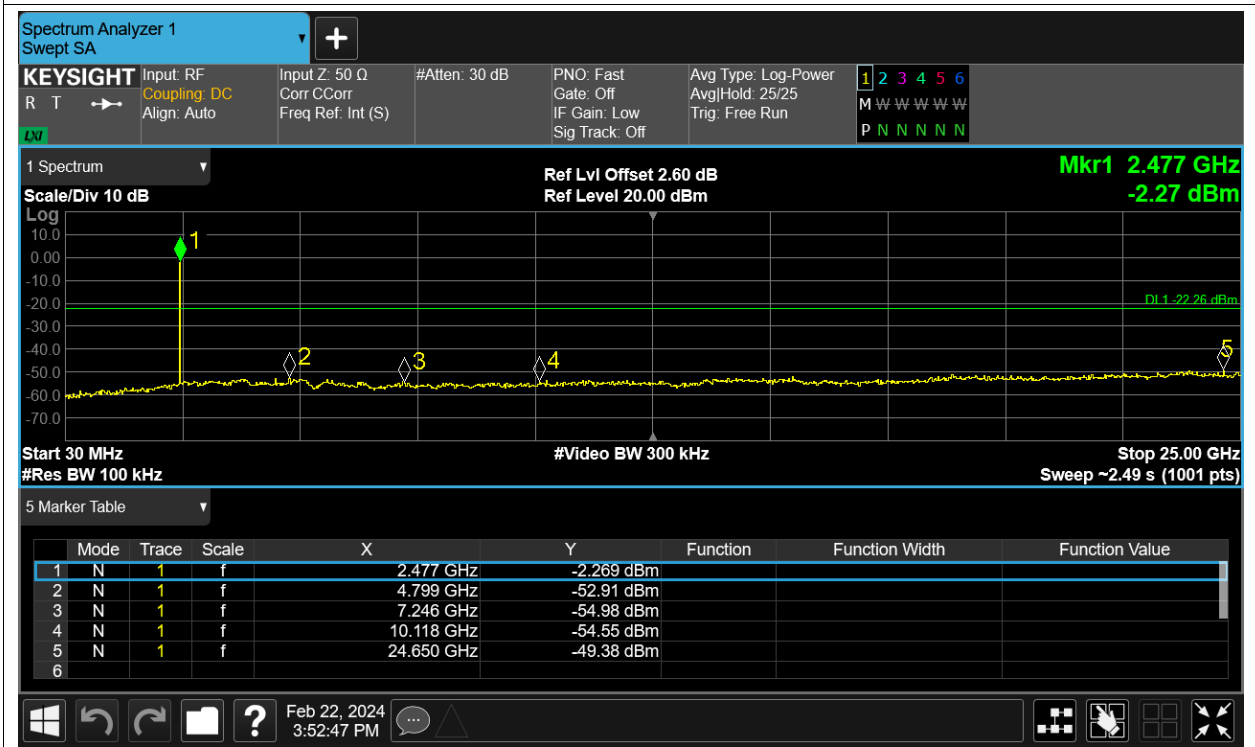 Spectrum Analyzer 1
Swept SA
KEYSIGHT
R T
LXI
Input: RF
Coupling: DC
Align: Auto
Input Z: 50 Ω
Corr CCorr
Freq Ref: Int (S)
#Atten: 30 dB
PNO: Fast
Gate: Off
IF Gain: Low
Sig Track: Off
Avg Type: Log-Power
Avg|Hold: 25/25
Trig: Free Run
1 2 3 4 5 6
M W W W W W
P N N N N N
1 Spectrum
Scale/Div 10 dB
Ref Lvl Offset 2.60 dB
Ref Level 20.00 dBm
Mkr1 2.477 GHz
-2.27 dBm
Log
10.0
0.00
-10.0
-20.0
-30.0
-40.0
-50.0
-60.0
-70.0
1
2
3
4
5
DL1 -22.26 dBm
Start 30 MHz
#Res BW 100 kHz
#Video BW 300 kHz
Stop 25.00 GHz
Sweep ~2.49 s (1001 pts)
5 Marker Table
Mode Trace Scale X Y Function Function Width Function Value
1 N 1 f 2.477 GHz -2.269 dBm
2 N 1 f 4.799 GHz -52.91 dBm
3 N 1 f 7.246 GHz -54.98 dBm
4 N 1 f 10.118 GHz -54.55 dBm
5 N 1 f 24.650 GHz -49.38 dBm
6
?
Feb 22, 2024
3:52:47 PM